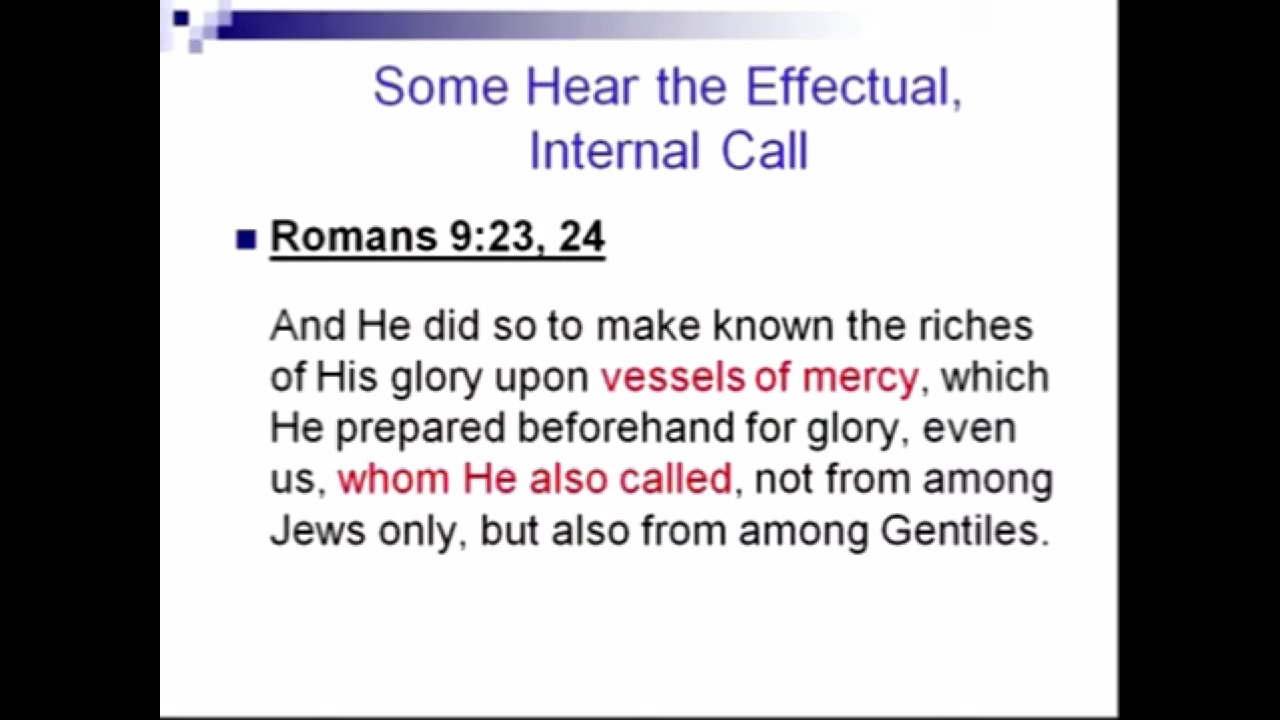 Some Hear the Effectual,
Internal Call
Romans 9:23, 24
And He did so to make known the riches
of His glory upon vessels of mercy, which
He prepared beforehand for glory, even
us, whom He also called, not from among
Jews only, but also from among Gentiles.